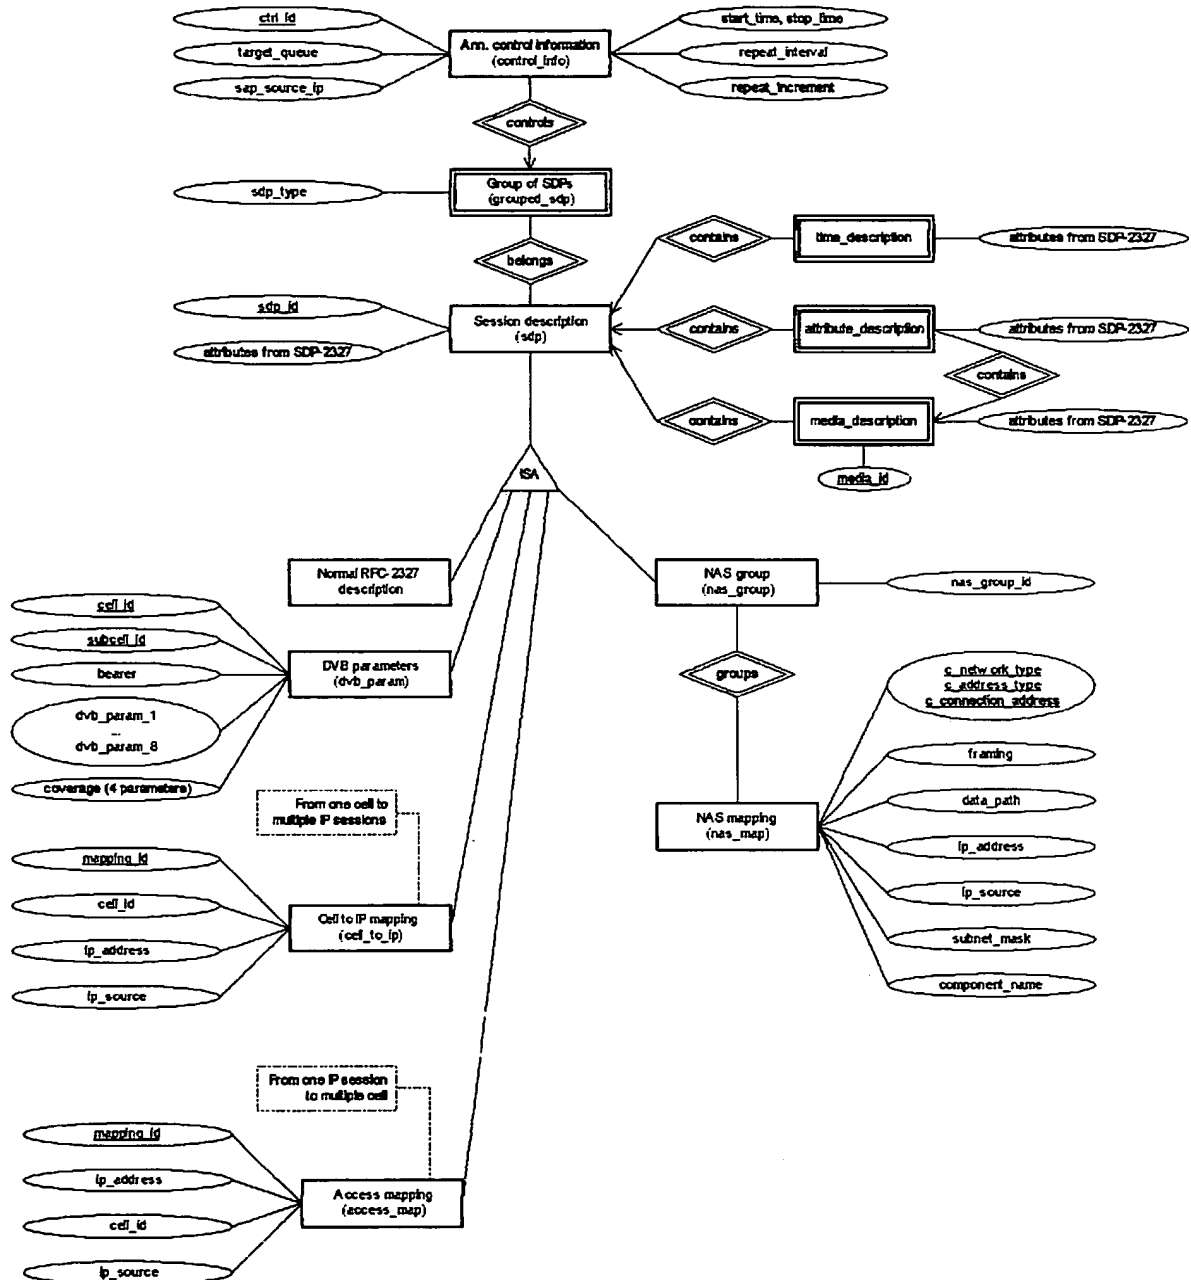 ctrl_id
target_queue
sap_source_ip
Ann. control information
(control_info)
start_time, stop_time
repeat_interval
repeat_increment
controls
sdp_type
Group of SDPs
(grouped_sdp)
belongs
sdp_id
attributes from SDP-2327
Session description
(sdp)
contains
time_description
attributes from SDP-2327
contains
attribute_description
attributes from SDP-2327
contains
contains
media_description
attributes from SDP-2327
media_id
ISA
Normal RFC-2327
description
NAS group
(nas_group)
nas_group_id
cell_id
subcell_id
bearer
dvb_param_1
...
dvb_param_8
coverage (4 parameters)
DVB parameters
(dvb_param)
groups
c_network_type
c_address_type
c_connection_address
framing
data_path
ip_address
ip_source
subnet_mask
component_name
NAS mapping
(nas_map)
From one cell to
multiple IP sessions
mapping_id
cell_id
ip_address
ip_source
Cell to IP mapping
(cell_to_ip)
From one IP session
to multiple cell
mapping_id
ip_address
cell_id
ip_source
Access mapping
(access_map)